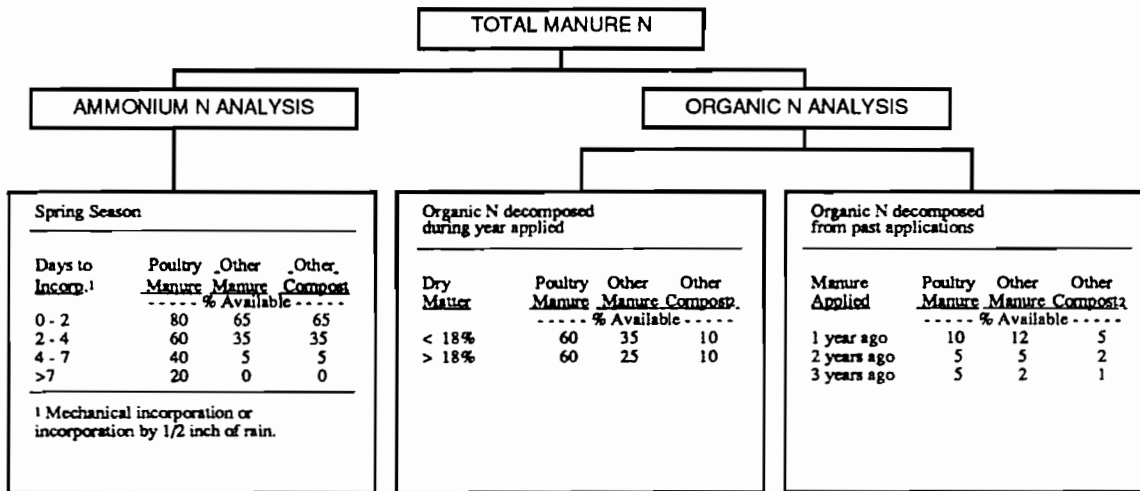 TOTAL MANURE N
AMMONIUM N ANALYSIS
ORGANIC N ANALYSIS
Spring Season
Days to Poultry Other Other
Incorp.¹ Manure Manure Compost
- - - - - % Available - - - - -
0 - 2 80 65 65
2 - 4 60 35 35
4 - 7 40 5 5
>7 20 0 0
¹ Mechanical incorporation or
incorporation by 1/2 inch of rain.
Organic N decomposed
during year applied
Dry Poultry Other Other
Matter Manure Manure Compost2
- - - - - % Available - - - - -
< 18% 60 35 10
> 18% 60 25 10
Organic N decomposed
from past applications
Manure Poultry Other Other
Applied Manure Manure Compost2
- - - - - % Available - - - - -
1 year ago 10 12 5
2 years ago 5 5 2
3 years ago 5 2 1